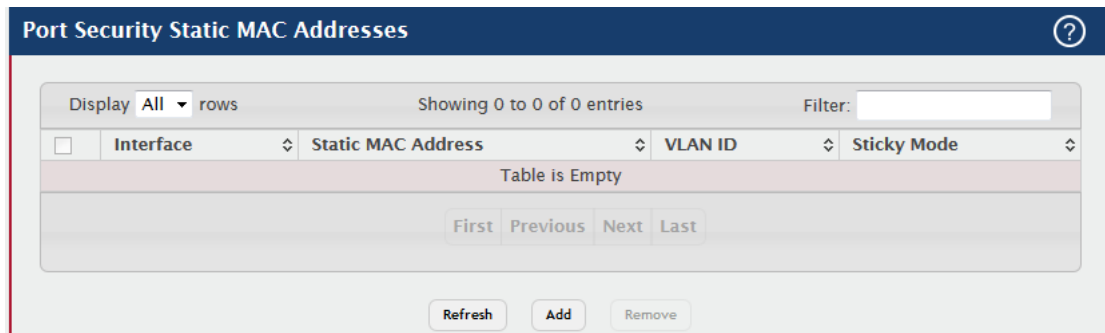 Port Security Static MAC Addresses ?
Display All rows Showing 0 to 0 of 0 entries Filter:
Interface Static MAC Address VLAN ID Sticky Mode
Table is Empty
First Previous Next Last
Refresh Add Remove